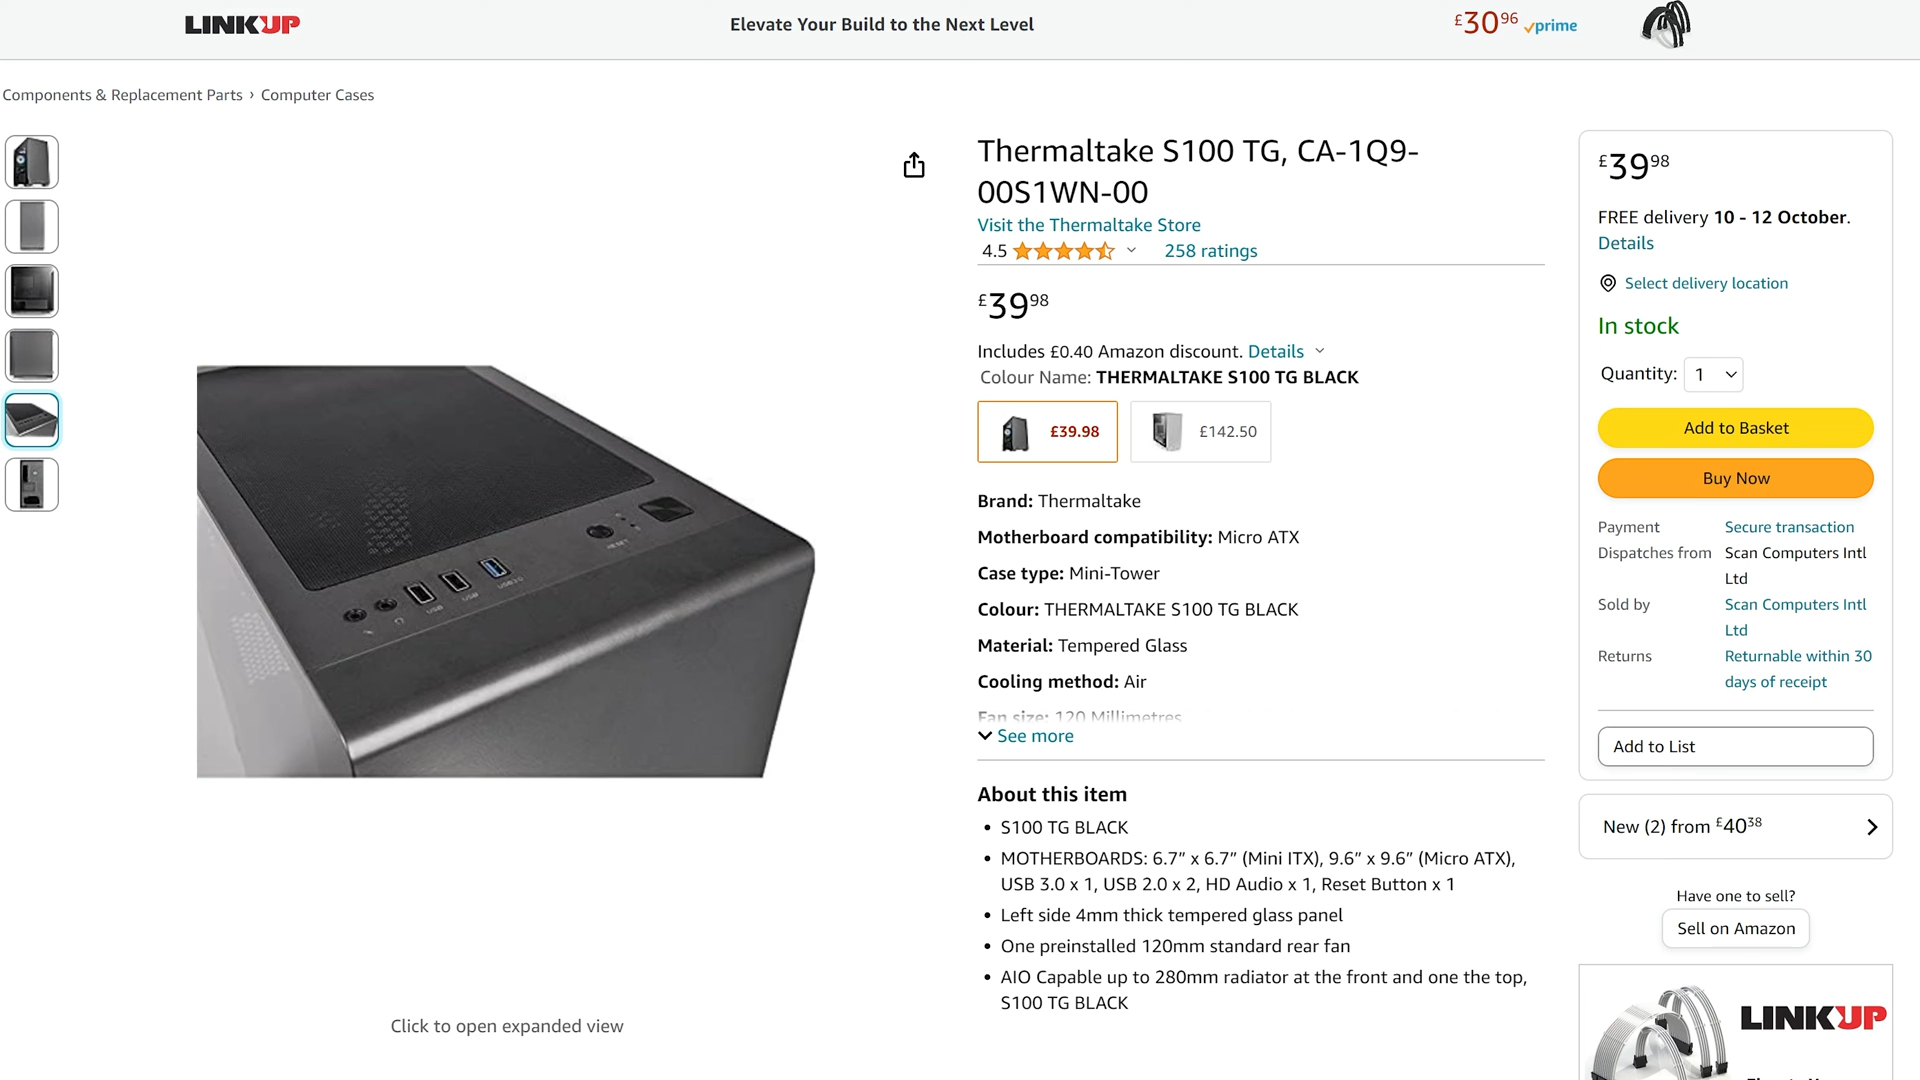 LINKUP
Elevate Your Build to the Next Level
£30.96 prime
Components & Replacement Parts › Computer Cases
Thermaltake S100 TG, CA-1Q9-
00S1WN-00
Visit the Thermaltake Store
4.5 258 ratings
£39.98
Includes £0.40 Amazon discount. Details
Colour Name: THERMALTAKE S100 TG BLACK
£39.98
£142.50
Brand: Thermaltake
Motherboard compatibility: Micro ATX
Case type: Mini-Tower
Colour: THERMALTAKE S100 TG BLACK
Material: Tempered Glass
Cooling method: Air
Fan size: 120 Millimetres
See more
About this item
• S100 TG BLACK
• MOTHERBOARDS: 6.7” x 6.7” (Mini ITX), 9.6” x 9.6” (Micro ATX),
USB 3.0 x 1, USB 2.0 x 2, HD Audio x 1, Reset Button x 1
• Left side 4mm thick tempered glass panel
• One preinstalled 120mm standard rear fan
• AIO Capable up to 280mm radiator at the front and one the top,
S100 TG BLACK
RESET
USB
USB
USB3.0
Click to open expanded view
£39.98
FREE delivery 10 - 12 October.
Details
Select delivery location
In stock
Quantity: 1
Add to Basket
Buy Now
Payment Secure transaction
Dispatches from Scan Computers Intl
Ltd
Sold by Scan Computers Intl
Ltd
Returns Returnable within 30
days of receipt
Add to List
New (2) from £40.38
Have one to sell?
Sell on Amazon
LINKUP